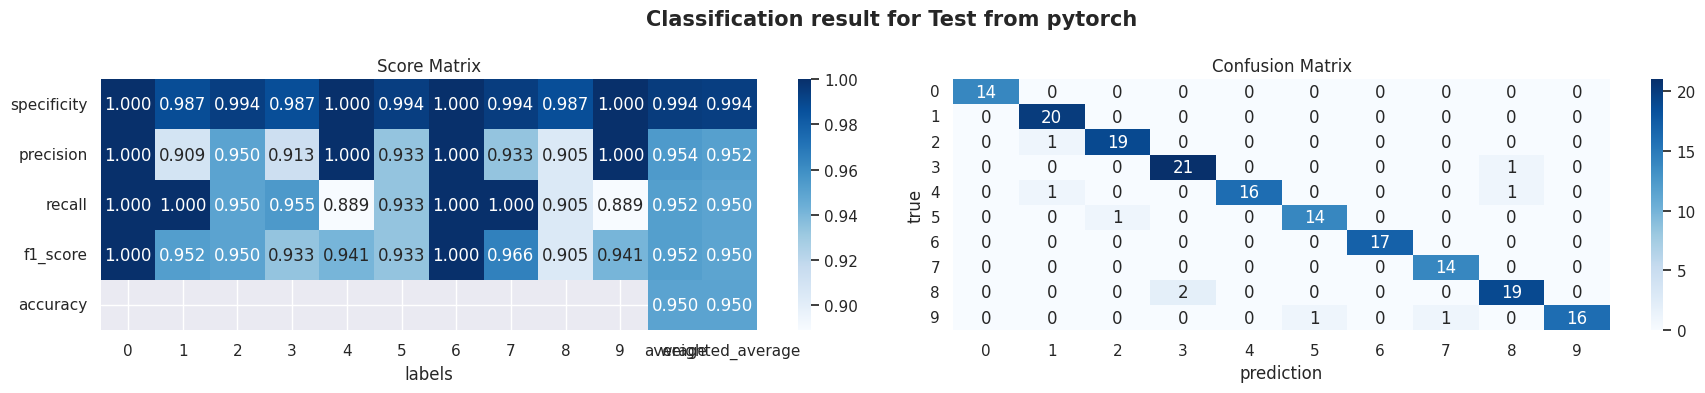 Classification result for Test from pytorch
Score Matrix
specificity 1.000 0.987 0.994 0.987 1.000 0.994 1.000 0.994 0.987 1.000 0.994 0.994
precision 1.000 0.909 0.950 0.913 1.000 0.933 1.000 0.933 0.905 1.000 0.954 0.952
recall 1.000 1.000 0.950 0.955 0.889 0.933 1.000 1.000 0.905 0.889 0.952 0.950
f1_score 1.000 0.952 0.950 0.933 0.941 0.933 1.000 0.966 0.905 0.941 0.952 0.950
accuracy 0.950 0.950
0 1 2 3 4 5 6 7 8 9 average weighted_average
labels
1.00
0.98
0.96
0.94
0.92
0.90
Confusion Matrix
true
0 14 0 0 0 0 0 0 0 0 0
1 0 20 0 0 0 0 0 0 0 0
2 0 1 19 0 0 0 0 0 0 0
3 0 0 0 21 0 0 0 0 1 0
4 0 1 0 0 16 0 0 0 1 0
5 0 0 1 0 0 14 0 0 0 0
6 0 0 0 0 0 0 17 0 0 0
7 0 0 0 0 0 0 0 14 0 0
8 0 0 0 2 0 0 0 0 19 0
9 0 0 0 0 0 1 0 1 0 16
0 1 2 3 4 5 6 7 8 9
prediction
20
15
10
5
0